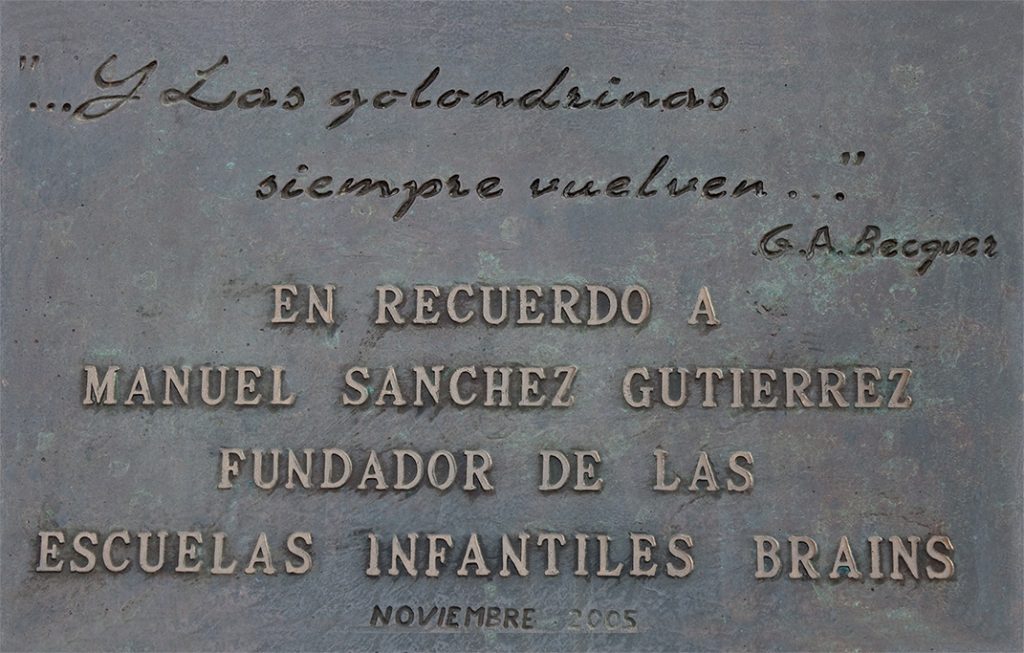 "...Y Las golondrinas
siempre vuelven..."
G.A. Becquer
EN RECUERDO A
MANUEL SANCHEZ GUTIERREZ
FUNDADOR DE LAS
ESCUELAS INFANTILES BRAINS
NOVIEMBRE 2005